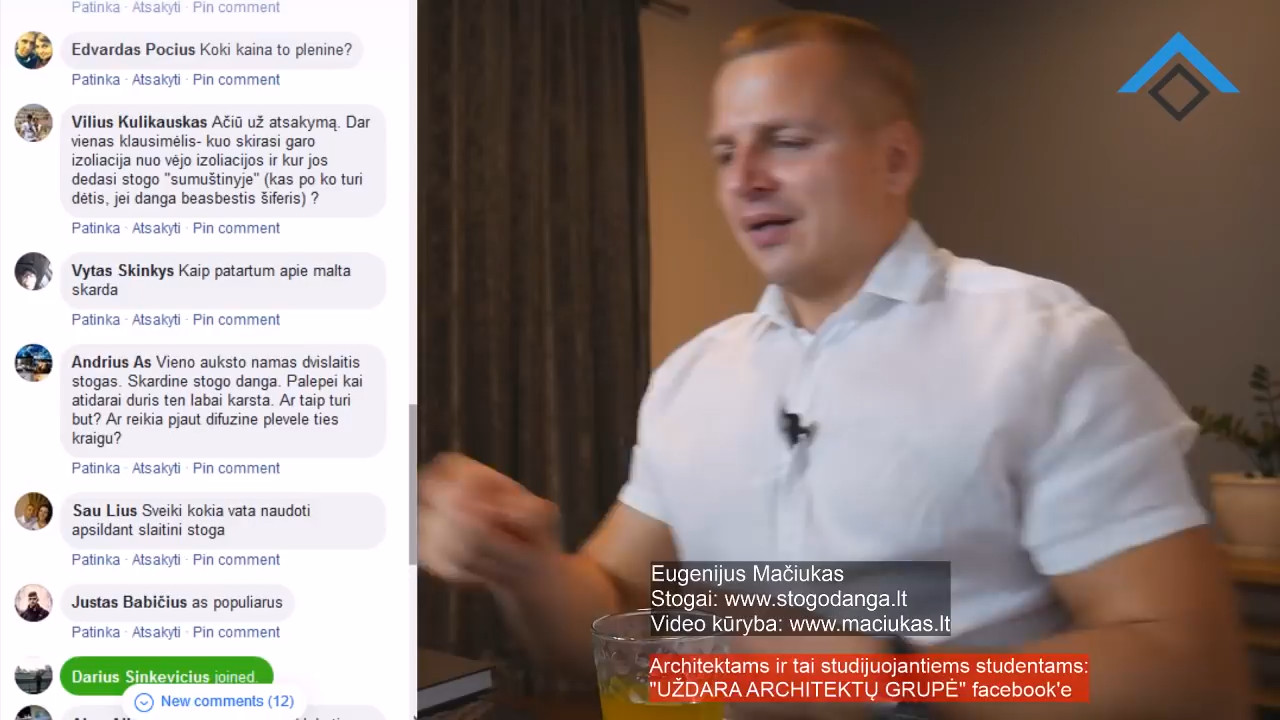 Patinka · Atsakyti · Pin comment
Edvardas Pocius Koki kaina to plenine?
Patinka · Atsakyti · Pin comment
Vilius Kulikauskas Ačiū už atsakymą. Dar
vienas klausimėlis- kuo skirasi garo
izoliacija nuo vėjo izoliacijos ir kur jos
dedasi stogo "sumuštinyje" (kas po ko turi
dėtis, jei danga beasbestis šiferis) ?
Patinka · Atsakyti · Pin comment
Vytas Skinkys Kaip patartum apie malta
skarda
Patinka · Atsakyti · Pin comment
Andrius As Vieno auksto namas dvislaitis
stogas. Skardine stogo danga. Palepei kai
atidarai duris ten labai karsta. Ar taip turi
but? Ar reikia pjaut difuzine plevele ties
kraigu?
Patinka · Atsakyti · Pin comment
Sau Lius Sveiki kokia vata naudoti
apsildant slaitini stoga
Patinka · Atsakyti · Pin comment
Justas Babičius as populiarus
Patinka · Atsakyti · Pin comment
Darius Sinkevicius joined.
New comments (12)
Eugenijus Mačiukas
Stogai: www.stogodanga.lt
Video kūryba: www.maciukas.lt
Architektams ir tai studijuojantiems studentams:
"UŽDARA ARCHITEKTŲ GRUPĖ" facebook'e